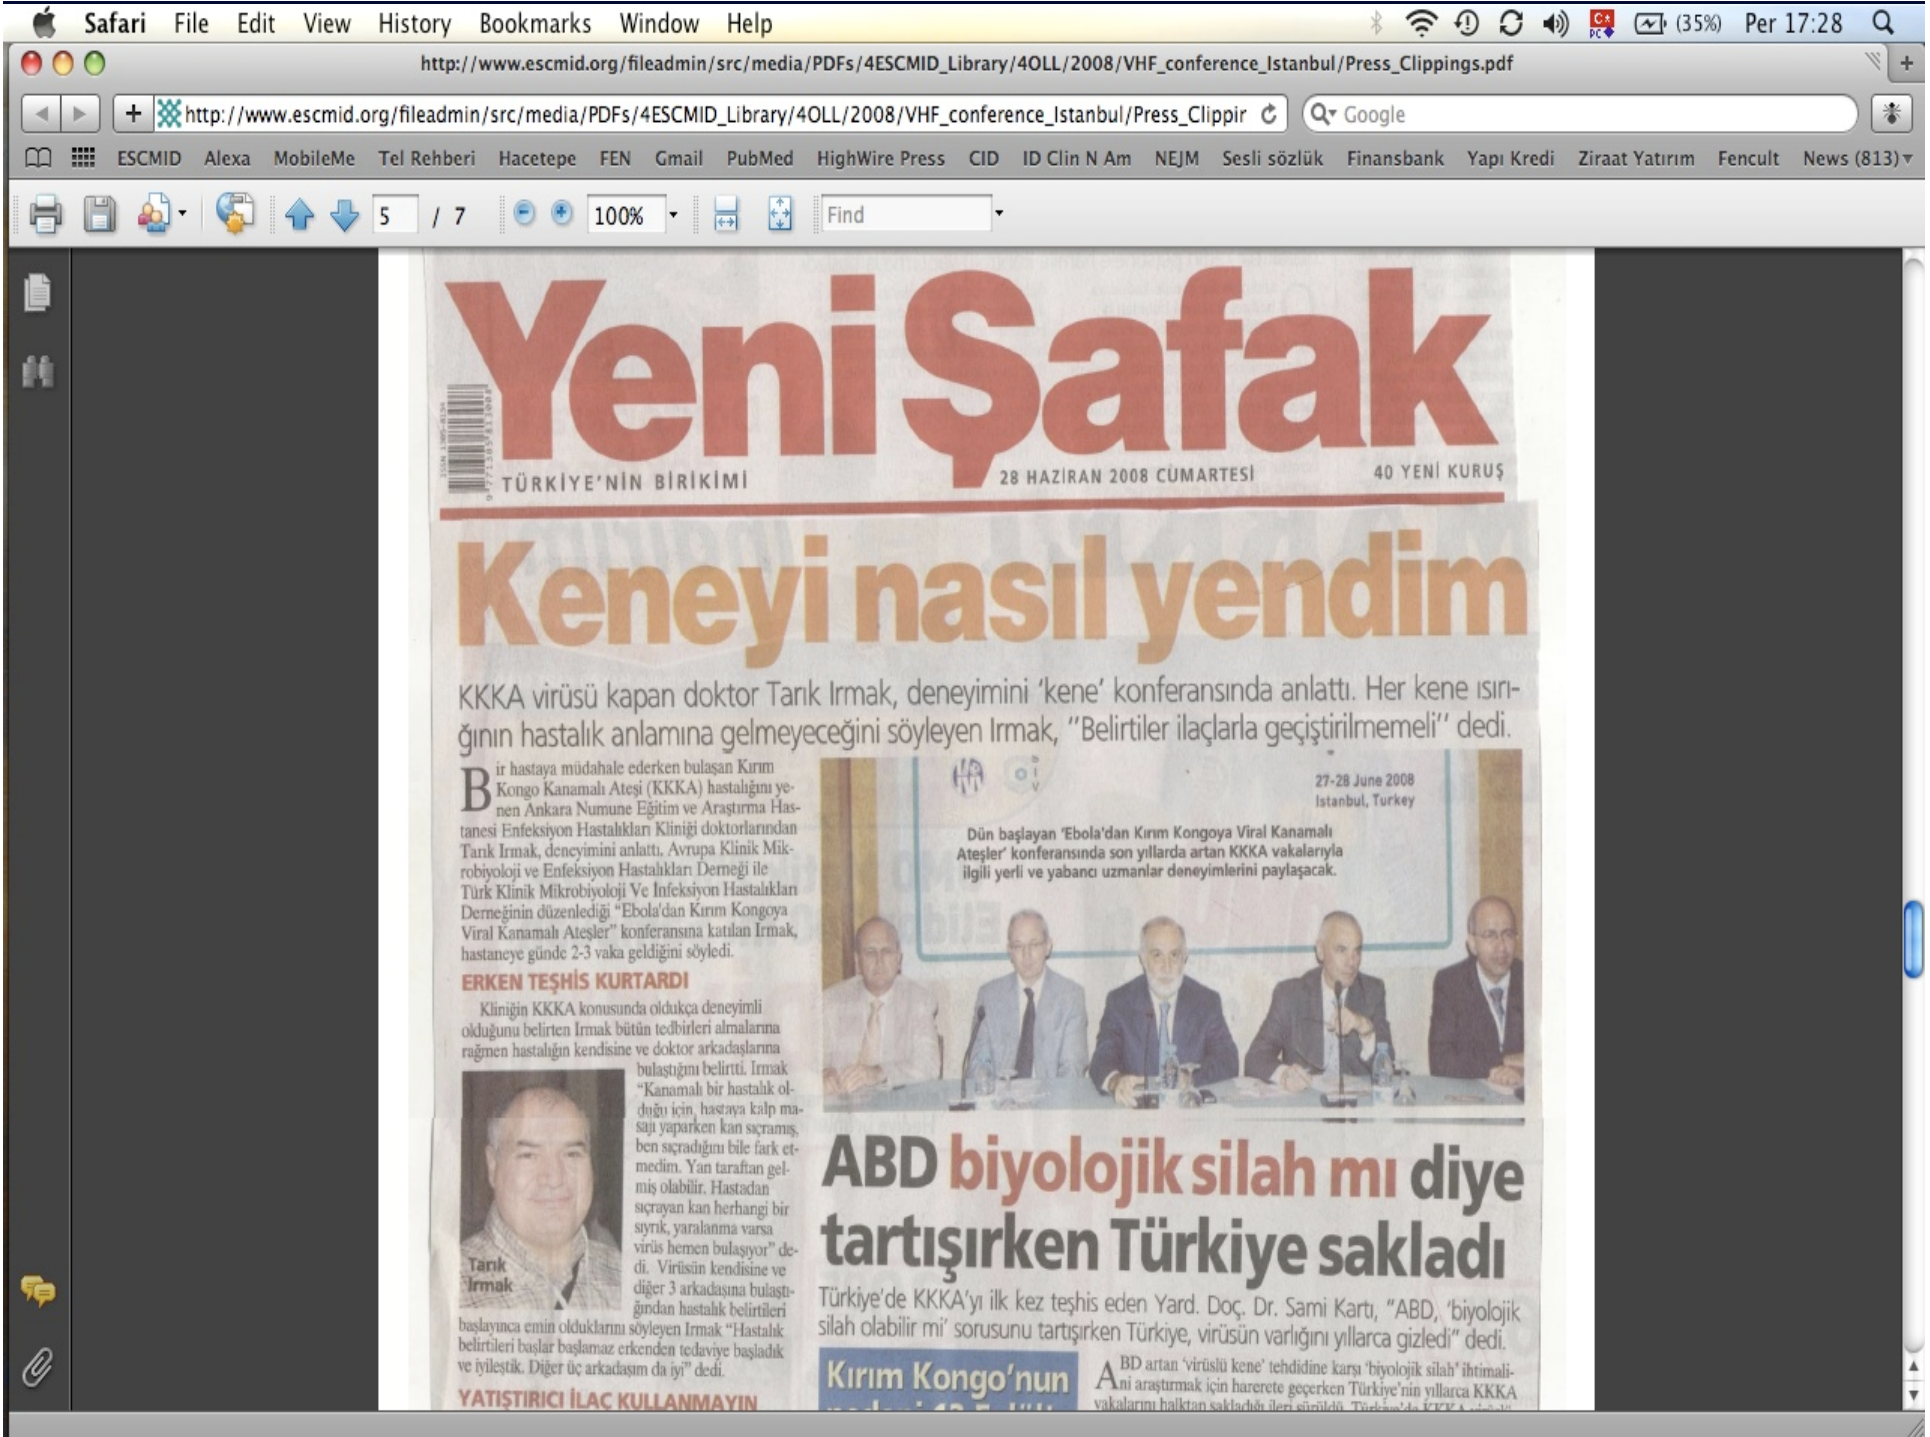 Safari File Edit View History Bookmarks Window Help (35%) Per 17:28
http://www.escmid.org/fileadmin/src/media/PDFs/4ESCMID_Library/4OLL/2008/VHF_conference_Istanbul/Press_Clippings.pdf
http://www.escmid.org/fileadmin/src/media/PDFs/4ESCMID_Library/4OLL/2008/VHF_conference_Istanbul/Press_Clippir Google
ESCMID Alexa MobileMe Tel Rehberi Hacetepe FEN Gmail PubMed HighWire Press CID ID Clin N Am NEJM Sesli sözlük Finansbank Yapı Kredi Ziraat Yatırım Fencult News (813)
5 / 7 100% Find
Yeni Şafak
TÜRKİYE'NİN BİRİKİMİ 28 HAZİRAN 2008 CUMARTESİ 40 YENİ KURUŞ
Keneyi nasıl yendim
KKKA virüsü kapan doktor Tarık Irmak, deneyimini 'kene' konferansında anlattı. Her kene ısırı-
ğının hastalık anlamına gelmeyeceğini söyleyen Irmak, ''Belirtiler ilaçlarla geçiştirilmemeli'' dedi.
Bir hastaya müdahale ederken bulaşan Kırım
Kongo Kanamalı Ateşi (KKKA) hastalığını ye-
nen Ankara Numune Eğitim ve Araştırma Has-
tanesi Enfeksiyon Hastalıkları Kliniği doktorlarından
Tarık Irmak, deneyimini anlattı. Avrupa Klinik Mik-
robiyoloji ve Enfeksiyon Hastalıkları Derneği ile
Türk Klinik Mikrobiyoloji Ve İnfeksiyon Hastalıkları
Derneğinin düzenlediği "Ebola'dan Kırım Kongoya
Viral Kanamalı Ateşler" konferansına katılan Irmak,
hastaneye günde 2-3 vaka geldiğini söyledi.
ERKEN TEŞHİS KURTARDI
Kliniğin KKKA konusunda oldukça deneyimli
olduğunu belirten Irmak bütün tedbirleri almalarına
rağmen hastalığın kendisine ve doktor arkadaşlarına
bulaştığını belirtti. Irmak
"Kanamalı bir hastalık ol-
duğu için, hastaya kalp ma-
sajı yaparken kan sıçramış,
ben sıçradığını bile fark et-
medim. Yan taraftan gel-
miş olabilir. Hastadan
sıçrayan kan herhangi bir
sıyrık, yaralanma varsa
virüs hemen bulaşıyor" de-
di. Virüsün kendisine ve
diğer 3 arkadaşına bulaştı-
ğından hastalık belirtileri
Tarık
Irmak
başlayınca emin olduklarını söyleyen Irmak "Hastalık
belirtileri başlar başlamaz erkenden tedaviye başladık
ve iyileştik. Diğer üç arkadaşım da iyi" dedi.
YATIŞTIRICI İLAÇ KULLANMAYIN
27-28 June 2008
Istanbul, Turkey
Dün başlayan 'Ebola'dan Kırım Kongoya Viral Kanamalı
Ateşler' konferansında son yıllarda artan KKKA vakalarıyla
ilgili yerli ve yabancı uzmanlar deneyimlerini paylaşacak.
ABD biyolojik silah mı diye
tartışırken Türkiye sakladı
Türkiye'de KKKA'yı ilk kez teşhis eden Yard. Doç. Dr. Sami Kartı, "ABD, 'biyolojik
silah olabilir mi' sorusunu tartışırken Türkiye, virüsün varlığını yıllarca gizledi" dedi.
Kırım Kongo'nun
ABD artan 'virüslü kene' tehdidine karşı 'biyolojik silah' ihtimali-
ni araştırmak için harerete geçerken Türkiye'nin yıllarca KKKA
vakalarını halktan sakladığı ileri sürüldü.